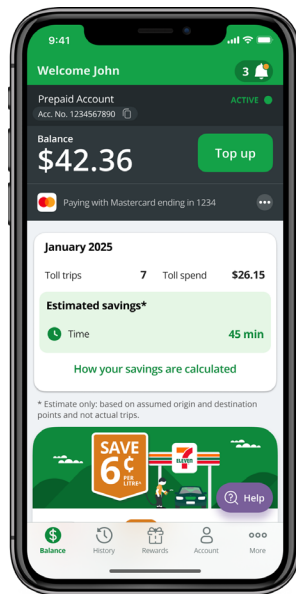 9:41
Welcome John
3
Prepaid Account
ACTIVE
Acc. No. 1234567890
Balance
$42.36
Top up
Paying with Mastercard ending in 1234
January 2025
Toll trips 7 Toll spend $26.15
Estimated savings*
Time 45 min
How your savings are calculated
* Estimate only: based on assumed origin and destination
points and not actual trips.
SAVE
6¢
PER
LITRE^
7
ELEVEN
Help
$
Balance
History
Rewards
Account
More